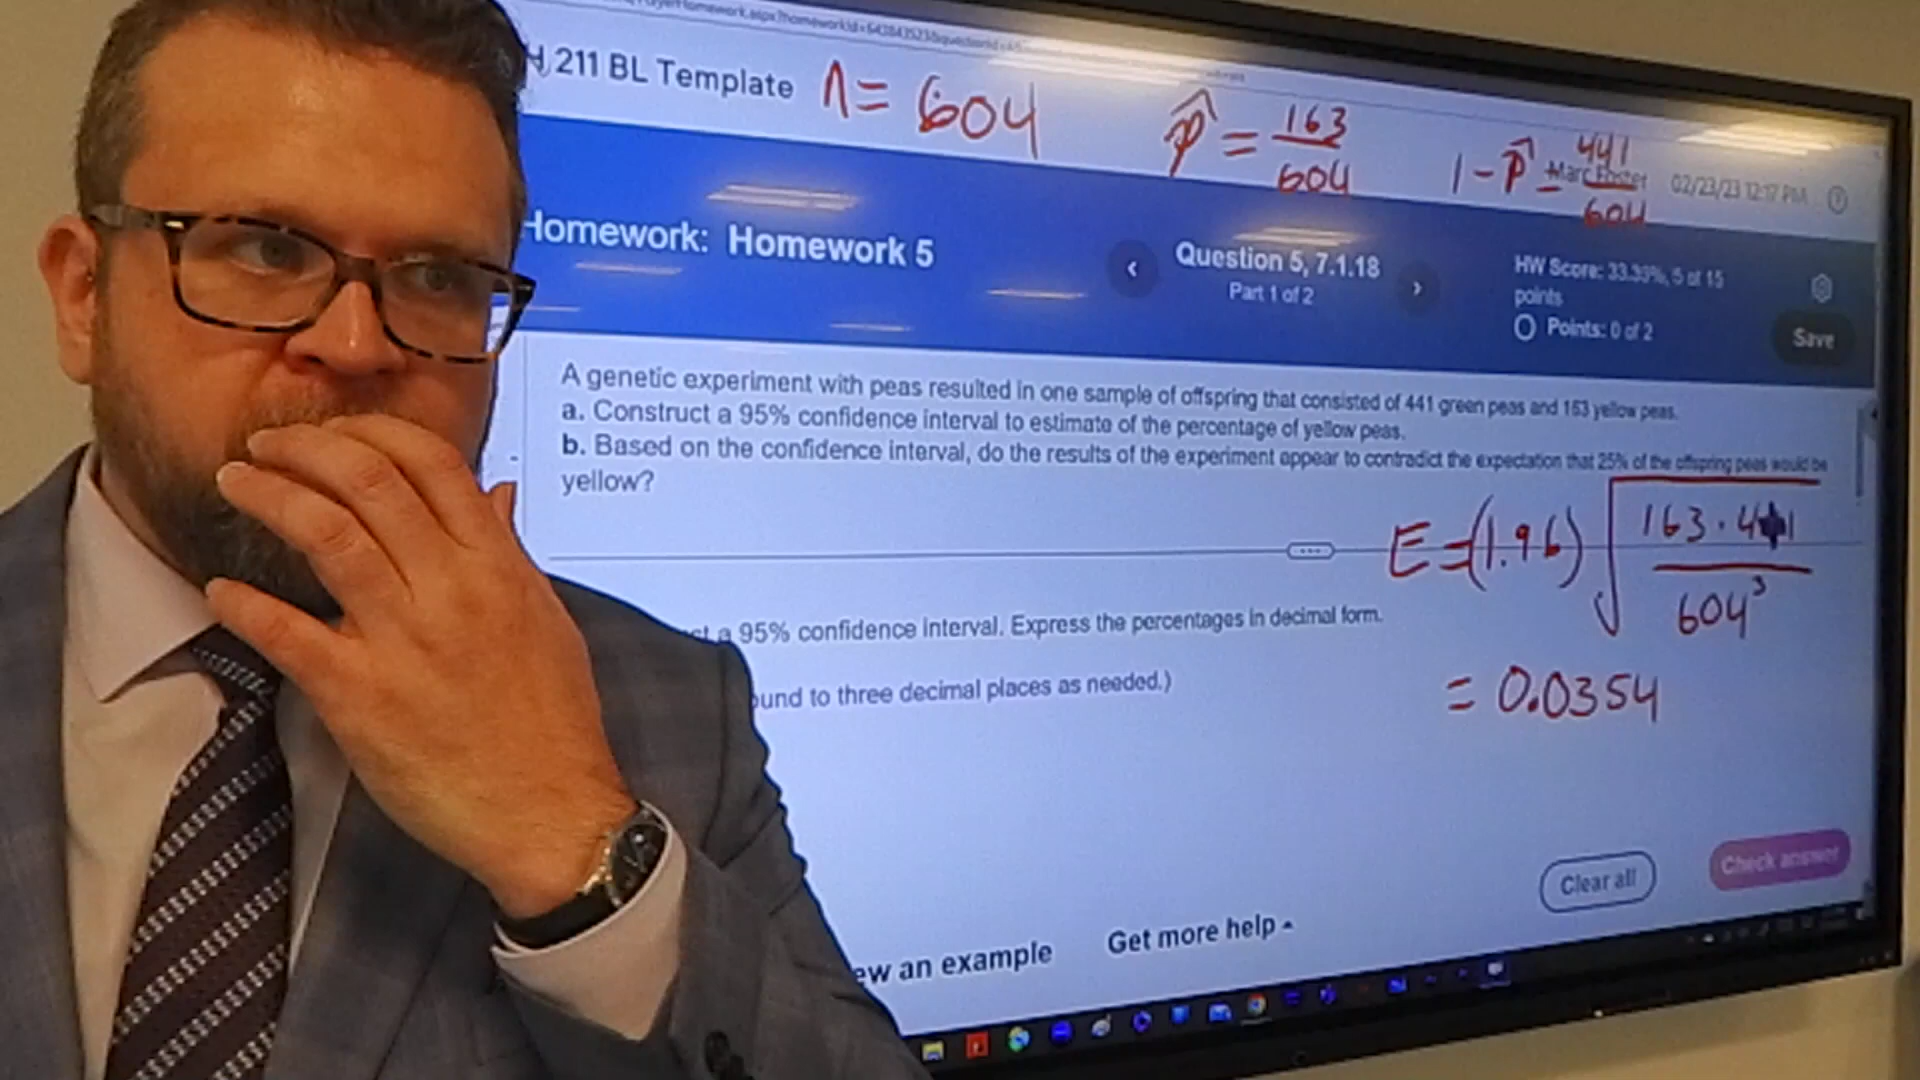 H 211 BL Template
n = 604
p̂ = 163/604
1 - p̂ = 441/604
Marc Foster 02/23/23 12:17 PM
Homework: Homework 5
Question 5, 7.1.18
Part 1 of 2
HW Score: 33.33%, 5 of 15
points
Points: 0 of 2
Save
A genetic experiment with peas resulted in one sample of offspring that consisted of 441 green peas and 163 yellow peas.
a. Construct a 95% confidence interval to estimate of the percentage of yellow peas.
b. Based on the confidence interval, do the results of the experiment appear to contradict the expectation that 25% of the offspring peas would be
yellow?
E = (1.96) √(163 · 441 / 604³)
= 0.0354
a 95% confidence interval. Express the percentages in decimal form.
ound to three decimal places as needed.)
Clear all
Check answer
ew an example
Get more help